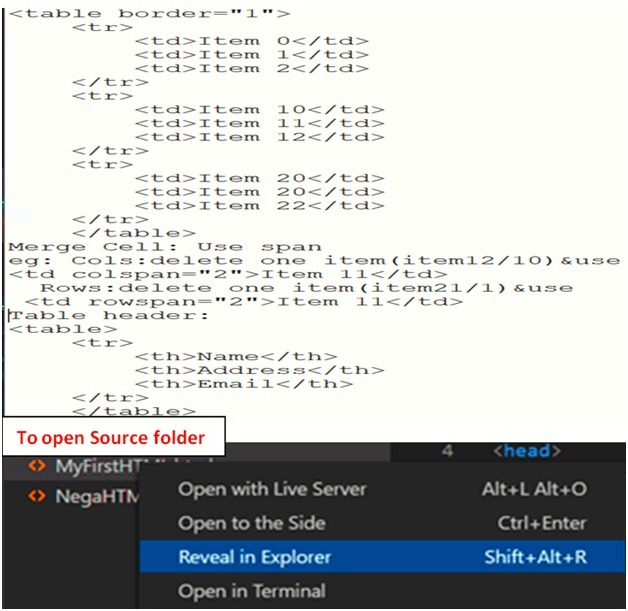 <table border="1">
<tr>
<td>Item 0</td>
<td>Item 1</td>
<td>Item 2</td>
</tr>
<tr>
<td>Item 10</td>
<td>Item 11</td>
<td>Item 12</td>
</tr>
<tr>
<td>Item 20</td>
<td>Item 20</td>
<td>Item 22</td>
</tr>
</table>
Merge Cell: Use span
eg: Cols:delete one item(item12/10)&use
<td colspan="2">Item 11</td>
Rows:delete one item(item21/1)&use
<td rowspan="2">Item 11</td>
Table header:
<table>
<tr>
<th>Name</th>
<th>Address</th>
<th>Email</th>
</tr>
</table>
To open Source folder
4 <head>
<> NegaHTM
Open with Live Server Alt+L Alt+O
Open to the Side Ctrl+Enter
Reveal in Explorer Shift+Alt+R
Open in Terminal